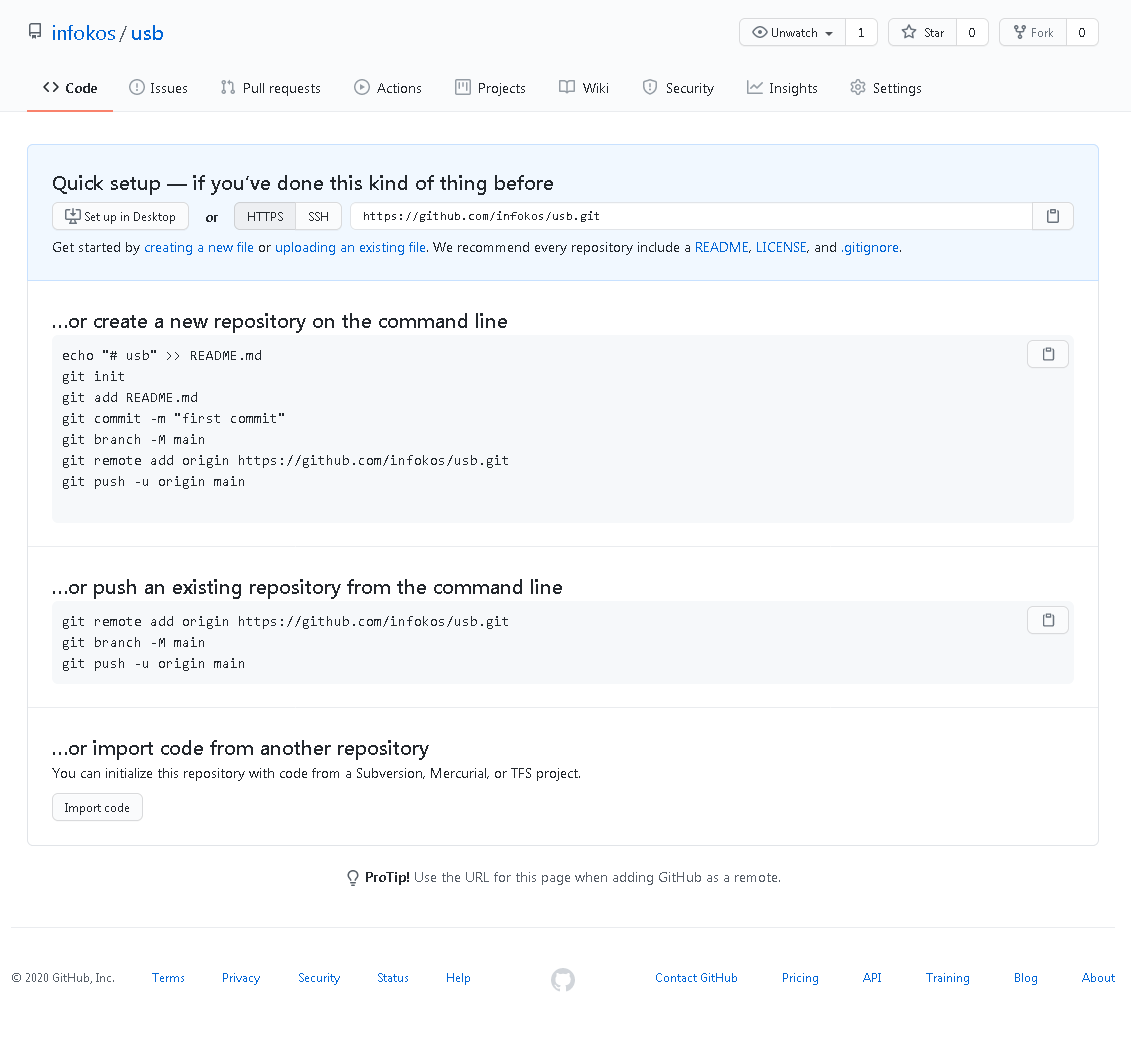 infokos / usb
Unwatch 1 Star 0 Fork 0
Code Issues Pull requests Actions Projects Wiki Security Insights Settings
Quick setup — if you’ve done this kind of thing before
Set up in Desktop or HTTPS SSH https://github.com/infokos/usb.git
Get started by creating a new file or uploading an existing file. We recommend every repository include a README, LICENSE, and .gitignore.
…or create a new repository on the command line
echo "# usb" >> README.md
git init
git add README.md
git commit -m "first commit"
git branch -M main
git remote add origin https://github.com/infokos/usb.git
git push -u origin main
…or push an existing repository from the command line
git remote add origin https://github.com/infokos/usb.git
git branch -M main
git push -u origin main
…or import code from another repository
You can initialize this repository with code from a Subversion, Mercurial, or TFS project.
Import code
ProTip! Use the URL for this page when adding GitHub as a remote.
© 2020 GitHub, Inc. Terms Privacy Security Status Help Contact GitHub Pricing API Training Blog About